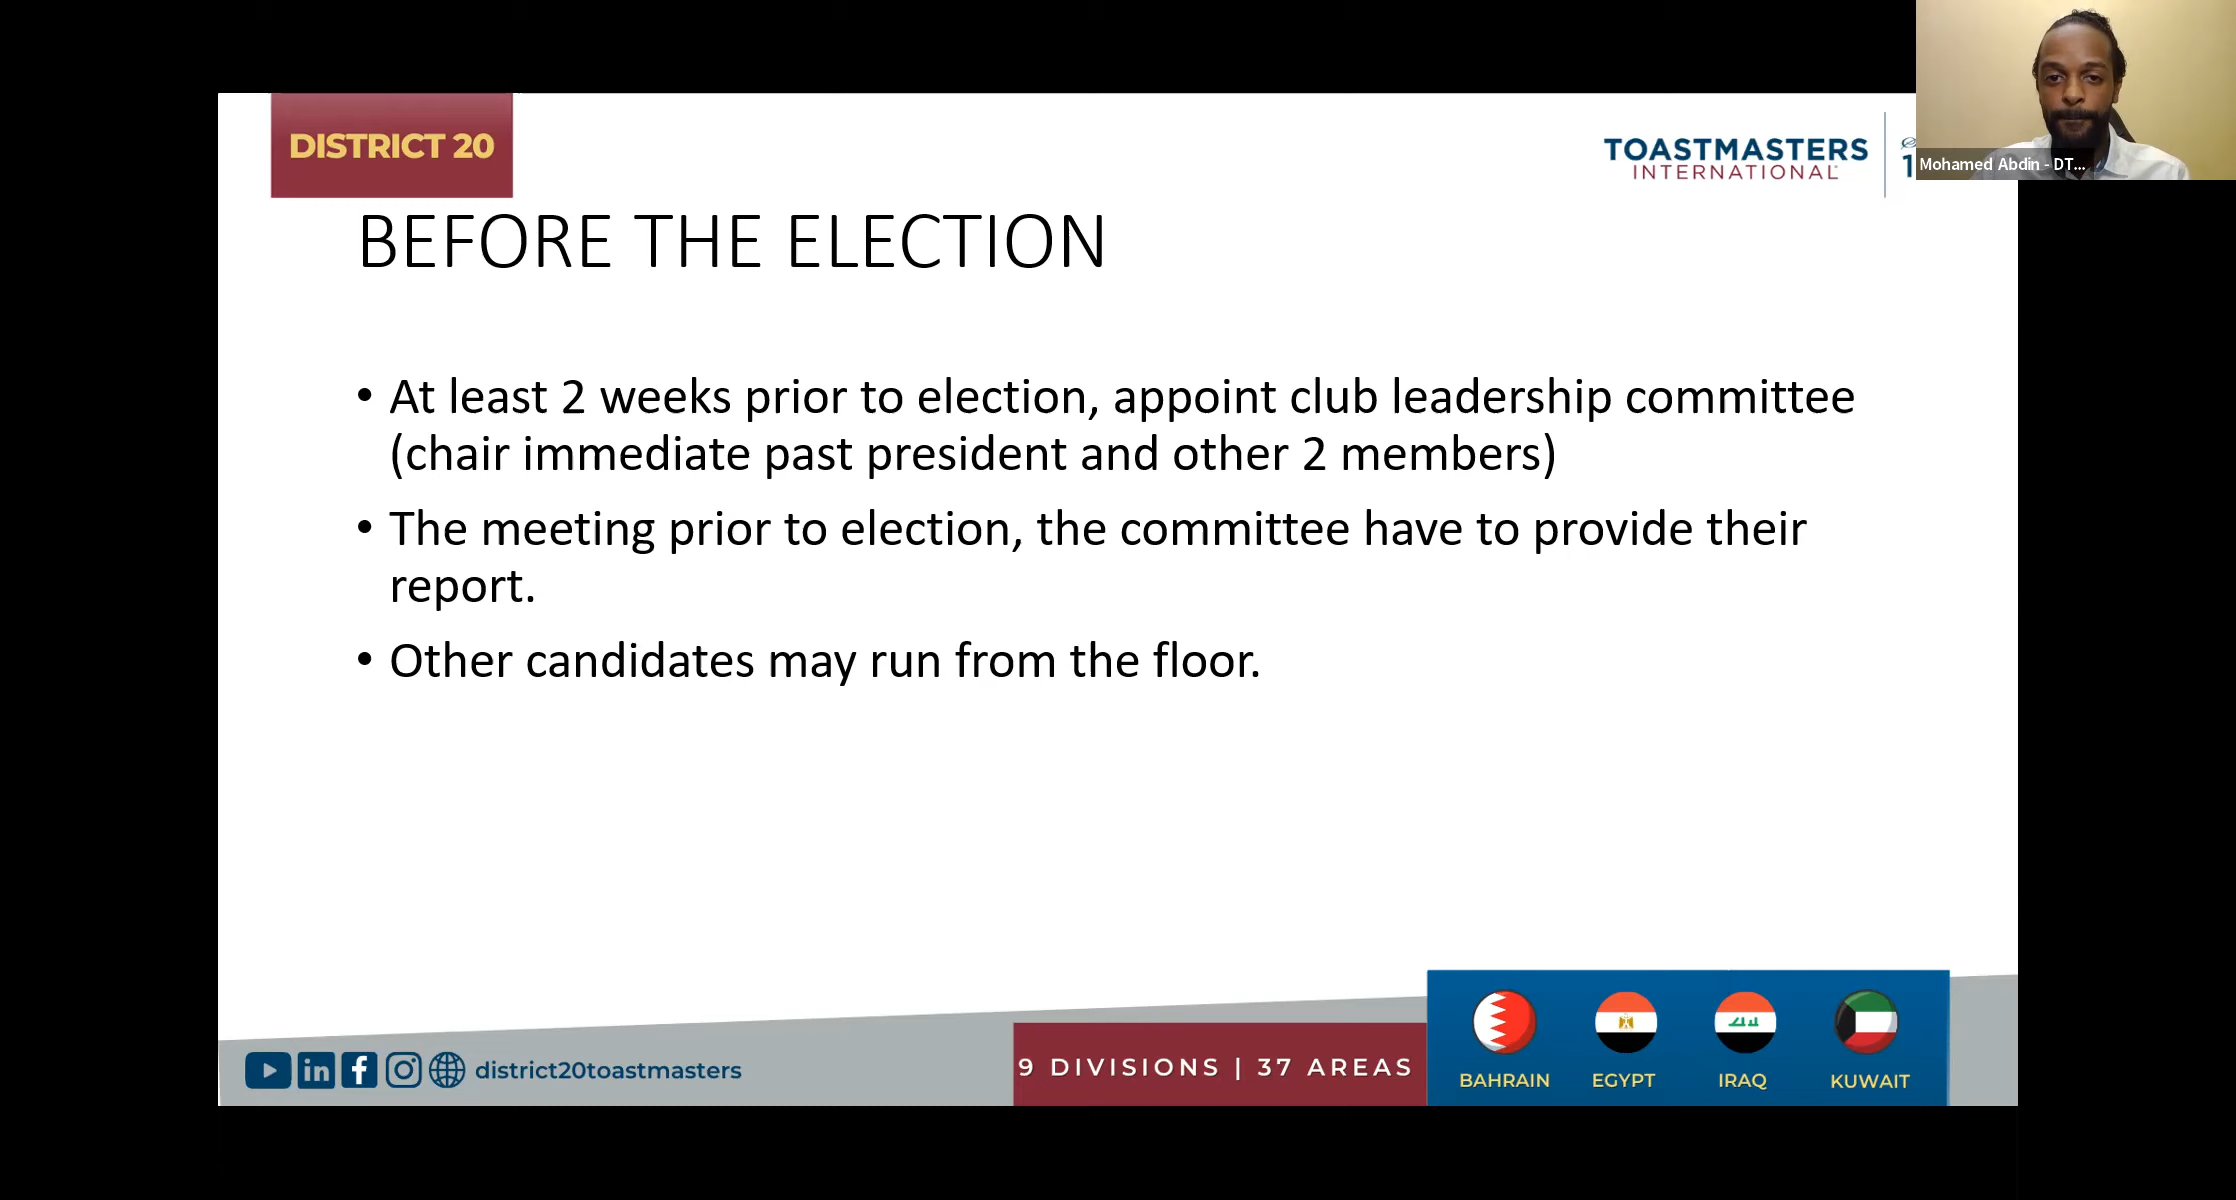 DISTRICT 20
TOASTMASTERS
INTERNATIONAL
Mohamed Abdin - DT...
BEFORE THE ELECTION
• At least 2 weeks prior to election, appoint club leadership committee
(chair immediate past president and other 2 members)
• The meeting prior to election, the committee have to provide their
report.
• Other candidates may run from the floor.
district20toastmasters
9 DIVISIONS | 37 AREAS
BAHRAIN
EGYPT
IRAQ
KUWAIT